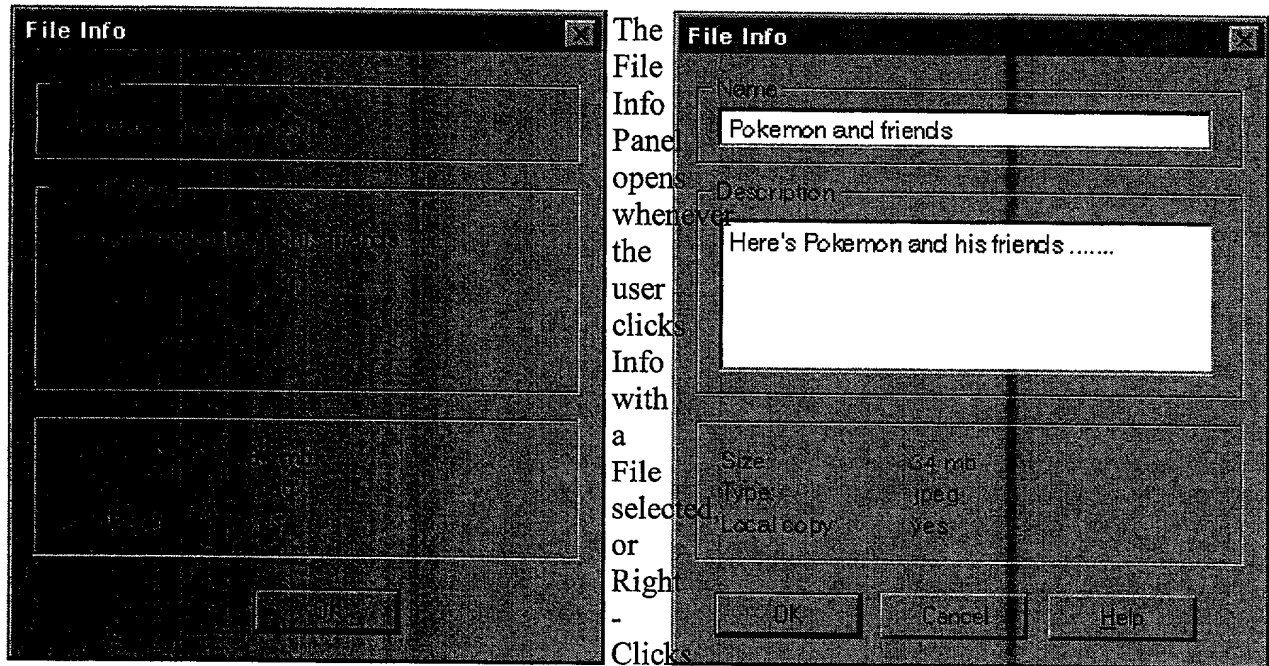 File Info
The
File
Info
Panel
opens
whenever
the
user
clicks
Info
with
a
File
selected,
or
Right
-
Clicks
File Info
Name
Pokemon and friends
Description
Here's Pokemon and his friends .......
Size: 34 mb
Type: jpeg
Local copy yes
OK Cancel Help